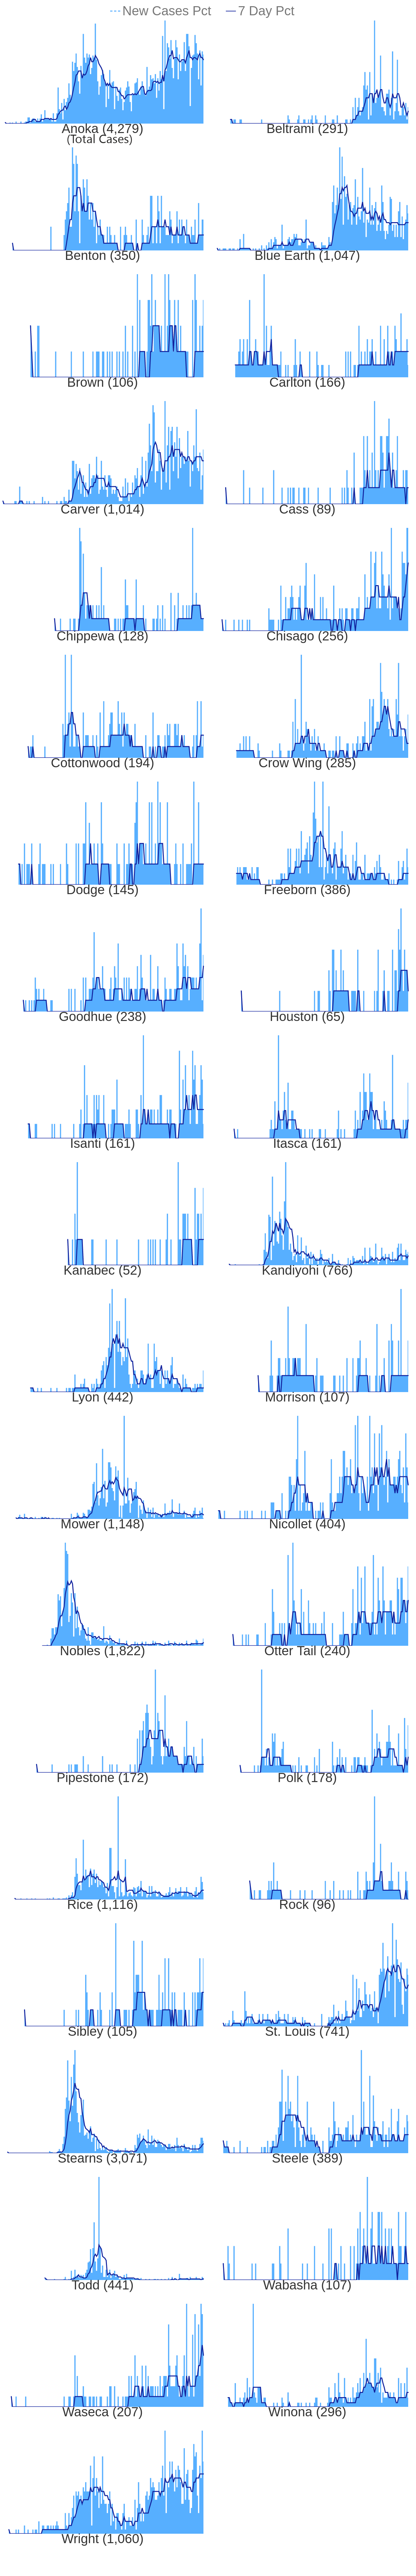 New Cases Pct 7 Day Pct
Anoka (4,279) Beltrami (291)
(Total Cases)
Benton (350) Blue Earth (1,047)
Brown (106) Carlton (166)
Carver (1,014) Cass (89)
Chippewa (128) Chisago (256)
Cottonwood (194) Crow Wing (285)
Dodge (145) Freeborn (386)
Goodhue (238) Houston (65)
Isanti (161) Itasca (161)
Kanabec (52) Kandiyohi (766)
Lyon (442) Morrison (107)
Mower (1,148) Nicollet (404)
Nobles (1,822) Otter Tail (240)
Pipestone (172) Polk (178)
Rice (1,116) Rock (96)
Sibley (105) St. Louis (741)
Stearns (3,071) Steele (389)
Todd (441) Wabasha (107)
Waseca (207) Winona (296)
Wright (1,060)